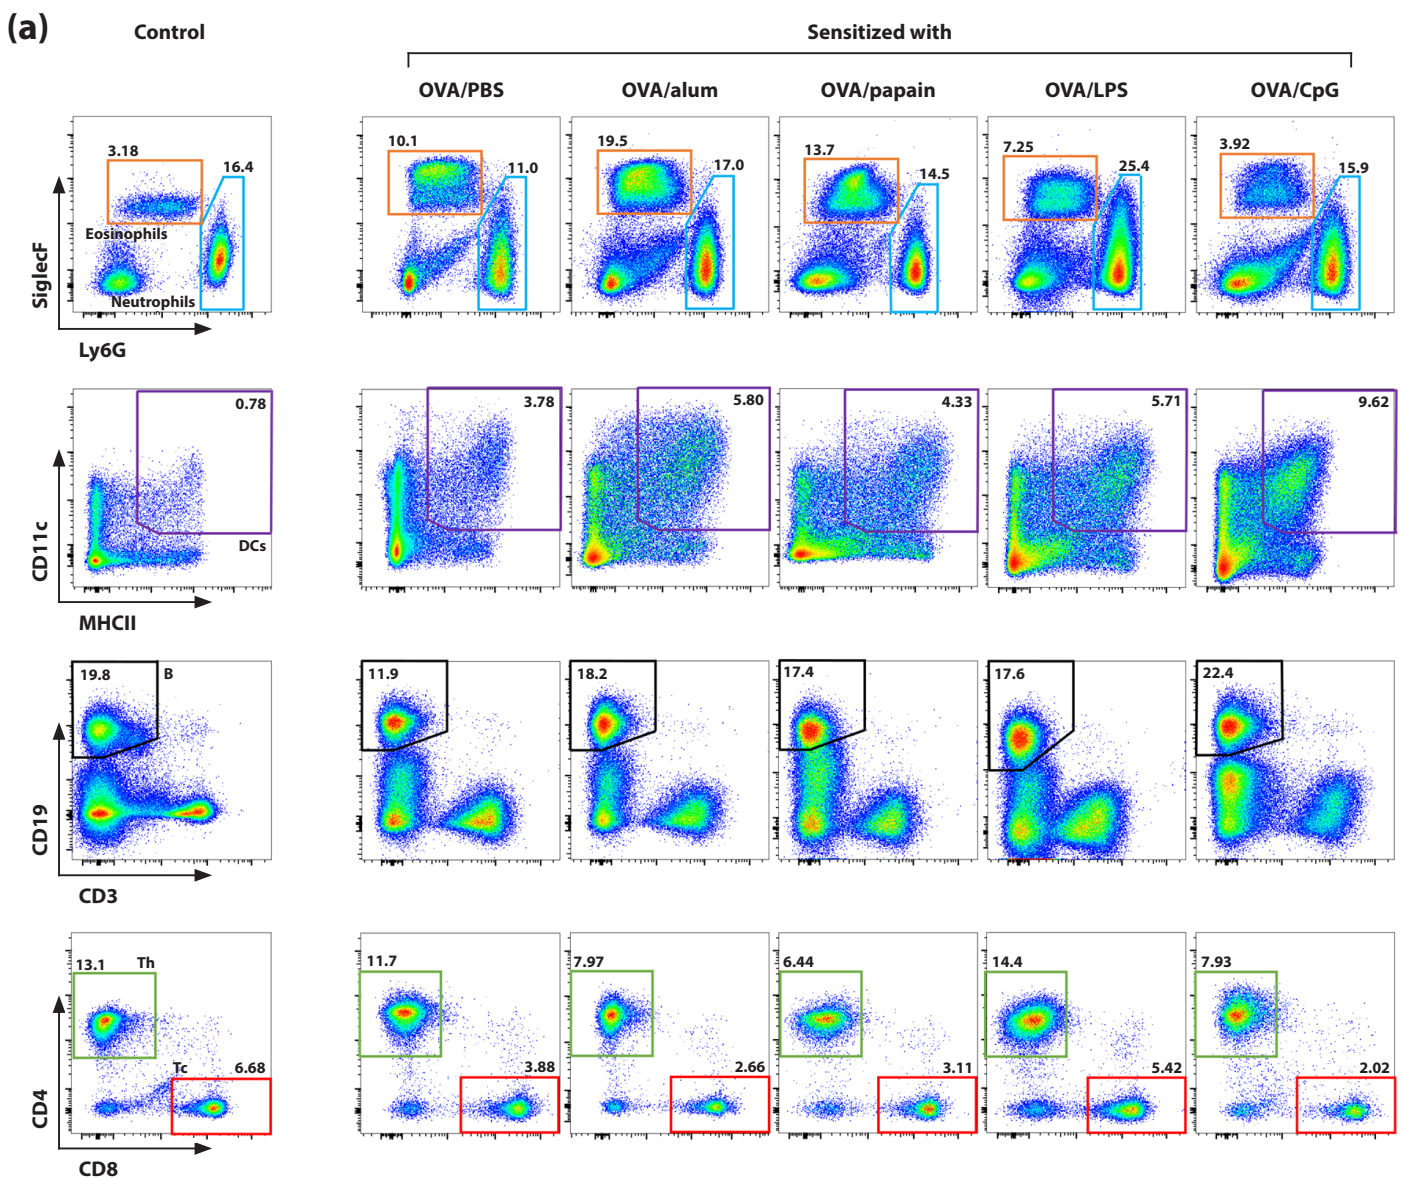 (a)
Control
Sensitized with
OVA/PBS
OVA/alum
OVA/papain
OVA/LPS
OVA/CpG
3.18
16.4
10.1
11.0
19.5
17.0
13.7
14.5
7.25
25.4
3.92
15.9
Eosinophils
Neutrophils
SiglecF
Ly6G
0.78
3.78
5.80
4.33
5.71
9.62
DCs
CD11c
MHCII
19.8
B
11.9
18.2
17.4
17.6
22.4
CD19
CD3
13.1
Th
11.7
7.97
6.44
14.4
7.93
Tc
6.68
3.88
2.66
3.11
5.42
2.02
CD4
CD8